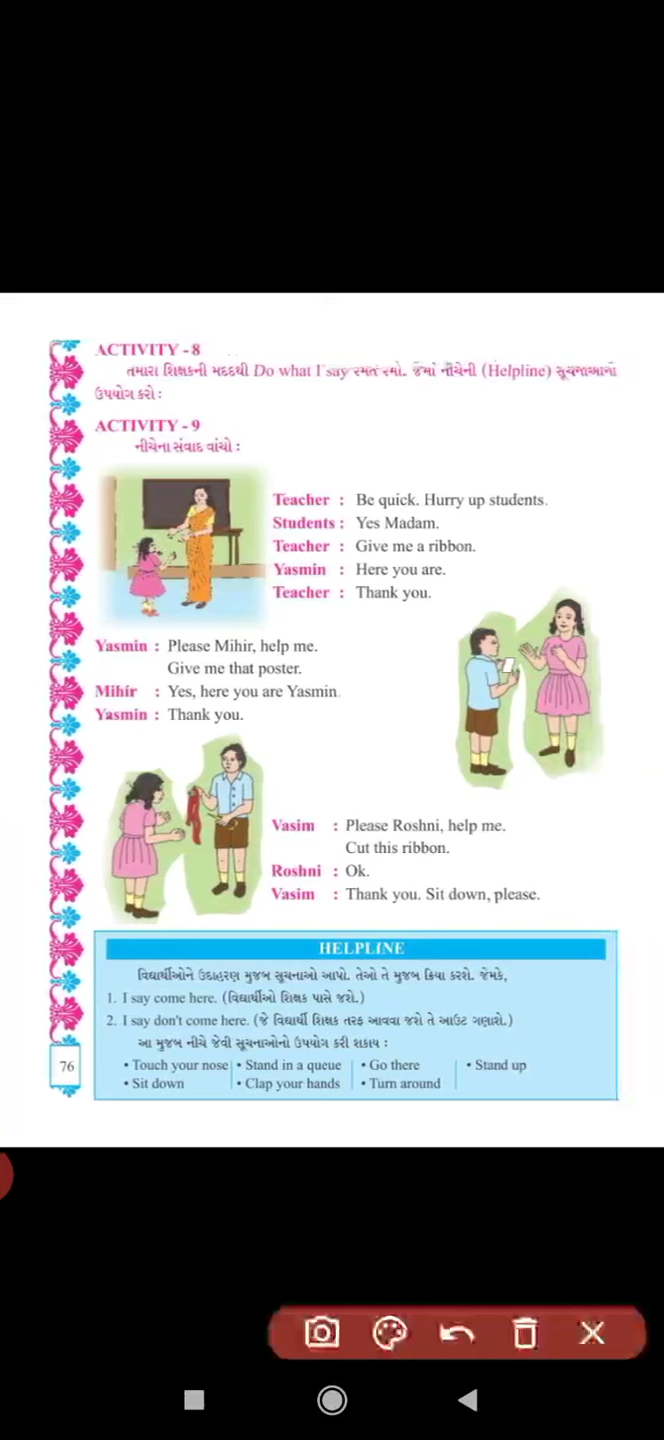 ACTIVITY - 8
તમારા શિક્ષકની મદદથી Do what I say રમત રમો. જેમાં નીચેની (Helpline) સૂચનાઓનો
ઉપયોગ કરો :
ACTIVITY - 9
નીચેના સંવાદ વાંચો :
Teacher : Be quick. Hurry up students.
Students : Yes Madam.
Teacher : Give me a ribbon.
Yasmin : Here you are.
Teacher : Thank you.
Yasmin : Please Mihir, help me.
Give me that poster.
Mihir : Yes, here you are Yasmin.
Yasmin : Thank you.
Vasim : Please Roshni, help me.
Cut this ribbon.
Roshni : Ok.
Vasim : Thank you. Sit down, please.
HELPLINE
વિદ્યાર્થીઓને ઉદાહરણ મુજબ સૂચનાઓ આપો. તેઓ તે મુજબ ક્રિયા કરશે. જેમકે,
1. I say come here. (વિદ્યાર્થીઓ શિક્ષક પાસે જશે.)
2. I say don't come here. (જે વિદ્યાર્થી શિક્ષક તરફ આવવા જશે તે આઉટ ગણાશે.)
આ મુજબ નીચે જેવી સૂચનાઓનો ઉપયોગ કરી શકાય :
• Touch your nose • Stand in a queue • Go there • Stand up
• Sit down • Clap your hands • Turn around
76